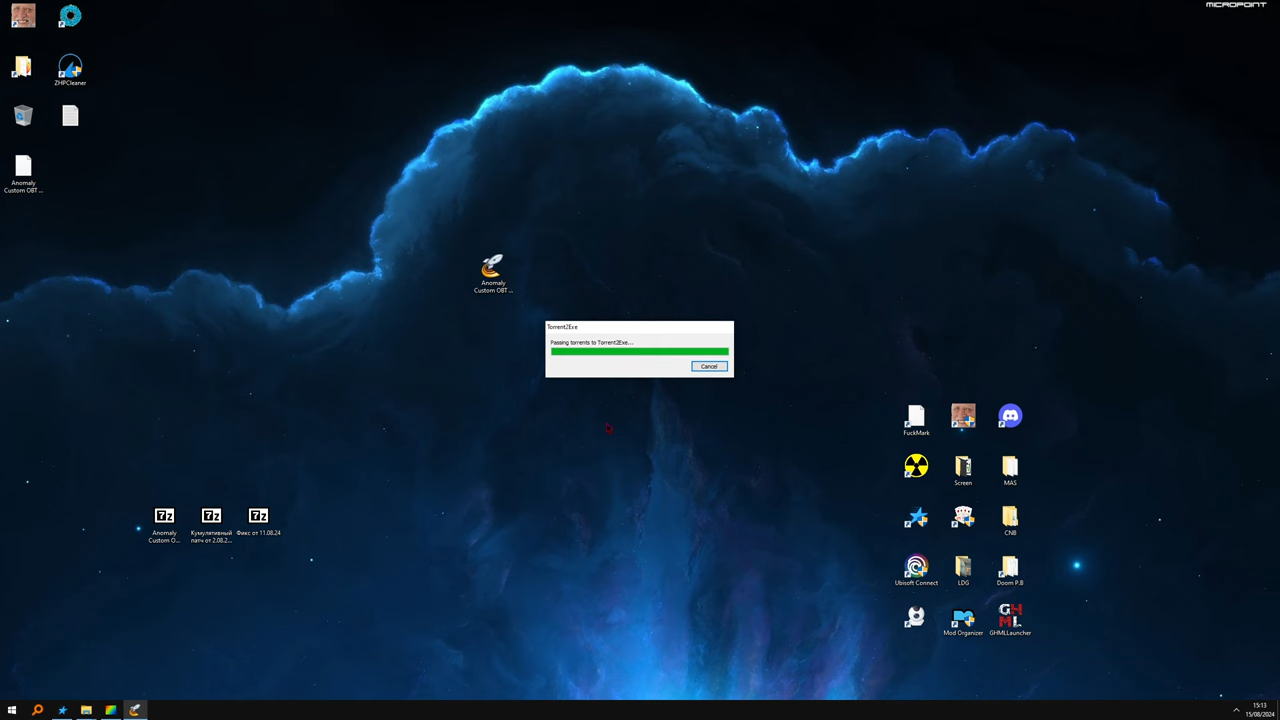 MICROPOINT
ZHPCleaner
Anomaly
Custom OBT ...
Anomaly
Custom OBT ...
Torrent2Exe
Passing torrents to Torrent2Exe...
Cancel
FuckMark
Screen
MAS
Anomaly
Custom O...
Кумулятивный
патч от 2.08.2...
Фикс от 11.08.24
CNB
Ubisoft Connect
LDG
Doom P.B
Mod Organizer
GHMLLauncher
15:13
15/08/2024